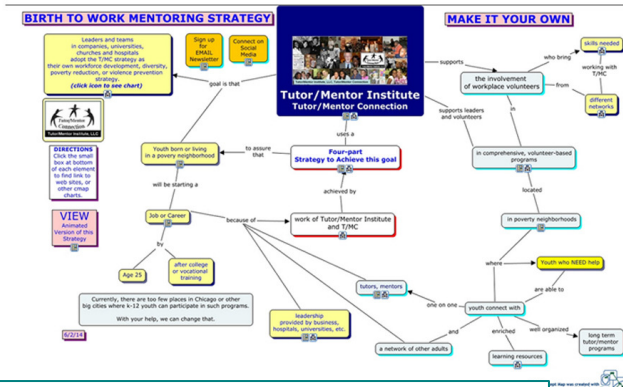 BIRTH TO WORK MENTORING STRATEGY
MAKE IT YOUR OWN
Leaders and teams
in companies, universities,
churches and hospitals
adopt the T/MC strategy as
their own workforce development, diversity,
poverty reduction, or violence prevention
strategy.
(click icon to see chart)
Sign up
for
EMAIL
Newsletter
Connect on
Social
Media
goal is that
Tutor/Mentor Institute
Tutor/Mentor Connection
supports
the involvement
of workplace volunteers
who bring
skills needed
working with
T/MC
from
different
networks
supports leaders
and volunteers
in
Tutor/Mentor
Connection
Tutor/Mentor Institute, LLC
DIRECTIONS
Click the small
box at bottom
of each element
to find link to
web sites, or
other cmap
charts.
Youth born or living
in a povery neighborhood
to assure
that
uses a
Four-part
Strategy to Achieve this goal
in comprehensive, volunteer-based
programs
will be starting a
achieved by
located
VIEW
Animated
Version of this
Strategy
Job or Career
because of
work of Tutor/Mentor Institute
and T/MC
in poverty neighborhoods
by
Age 25
after college
or vocational
training
where
Youth who NEED help
are able to
tutors, mentors
one on one
youth connect with
Currently, there are too few places in Chicago or other
big cities where k-12 youth can participate in such programs.
With your help, we can change that.
leadership
provided by business,
hospitals, universities, etc.
and
enriched
well organized
long term
tutor/mentor
programs
6/2/14
a network of other adults
learning resources